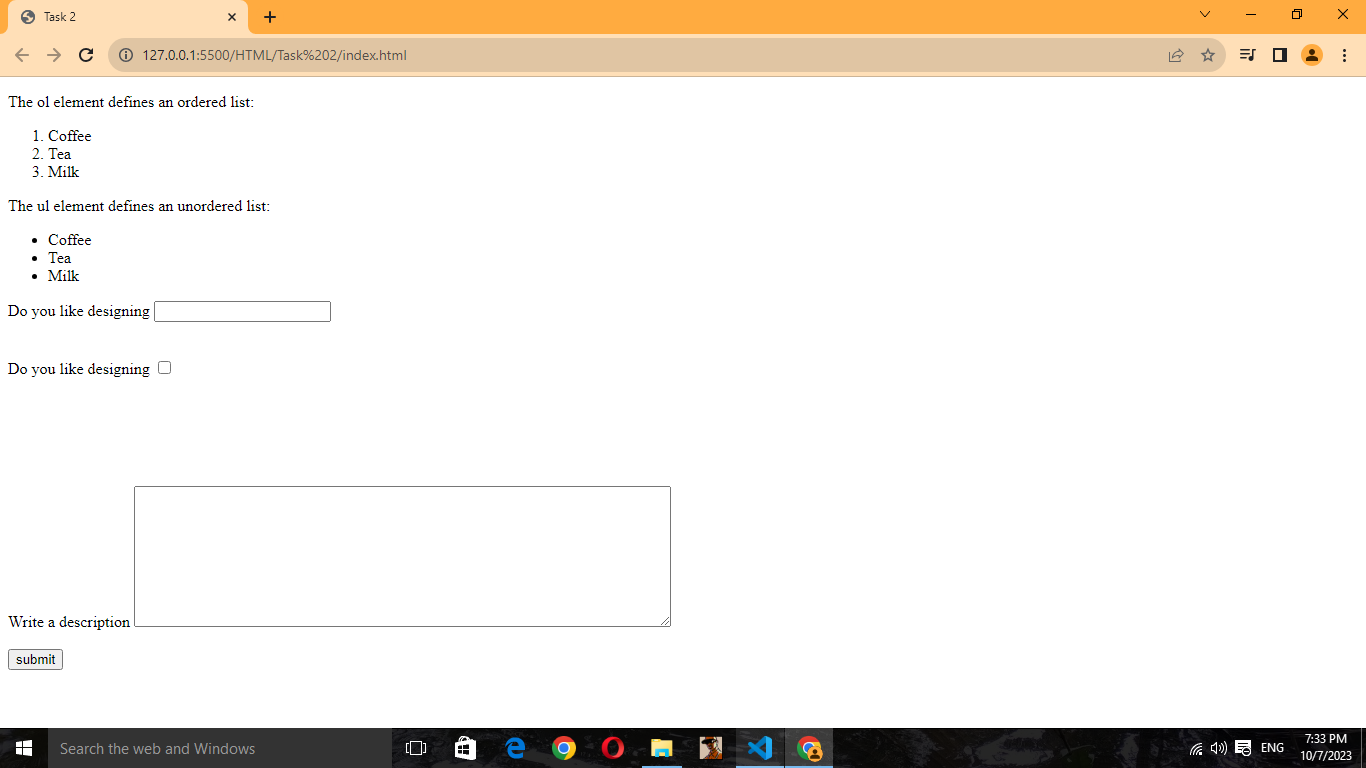 Task 2
127.0.0.1:5500/HTML/Task%202/index.html
The ol element defines an ordered list:
1. Coffee
2. Tea
3. Milk
The ul element defines an unordered list:
• Coffee
• Tea
• Milk
Do you like designing
Do you like designing
Write a description
submit
Search the web and Windows
ENG
7:33 PM
10/7/2023